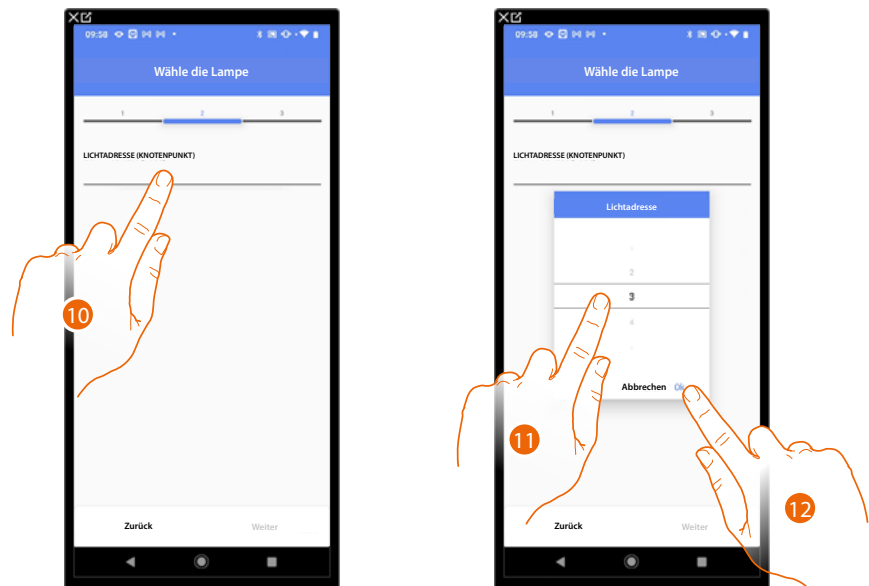 09:58
Wähle die Lampe
1 2 3
LICHTADRESSE (KNOTENPUNKT)
10
Zurück Weiter
09:58
Wähle die Lampe
1 2 3
LICHTADRESSE (KNOTENPUNKT)
Lichtadresse
1
2
3
4
Abbrechen Ok
11
12
Zurück Weiter